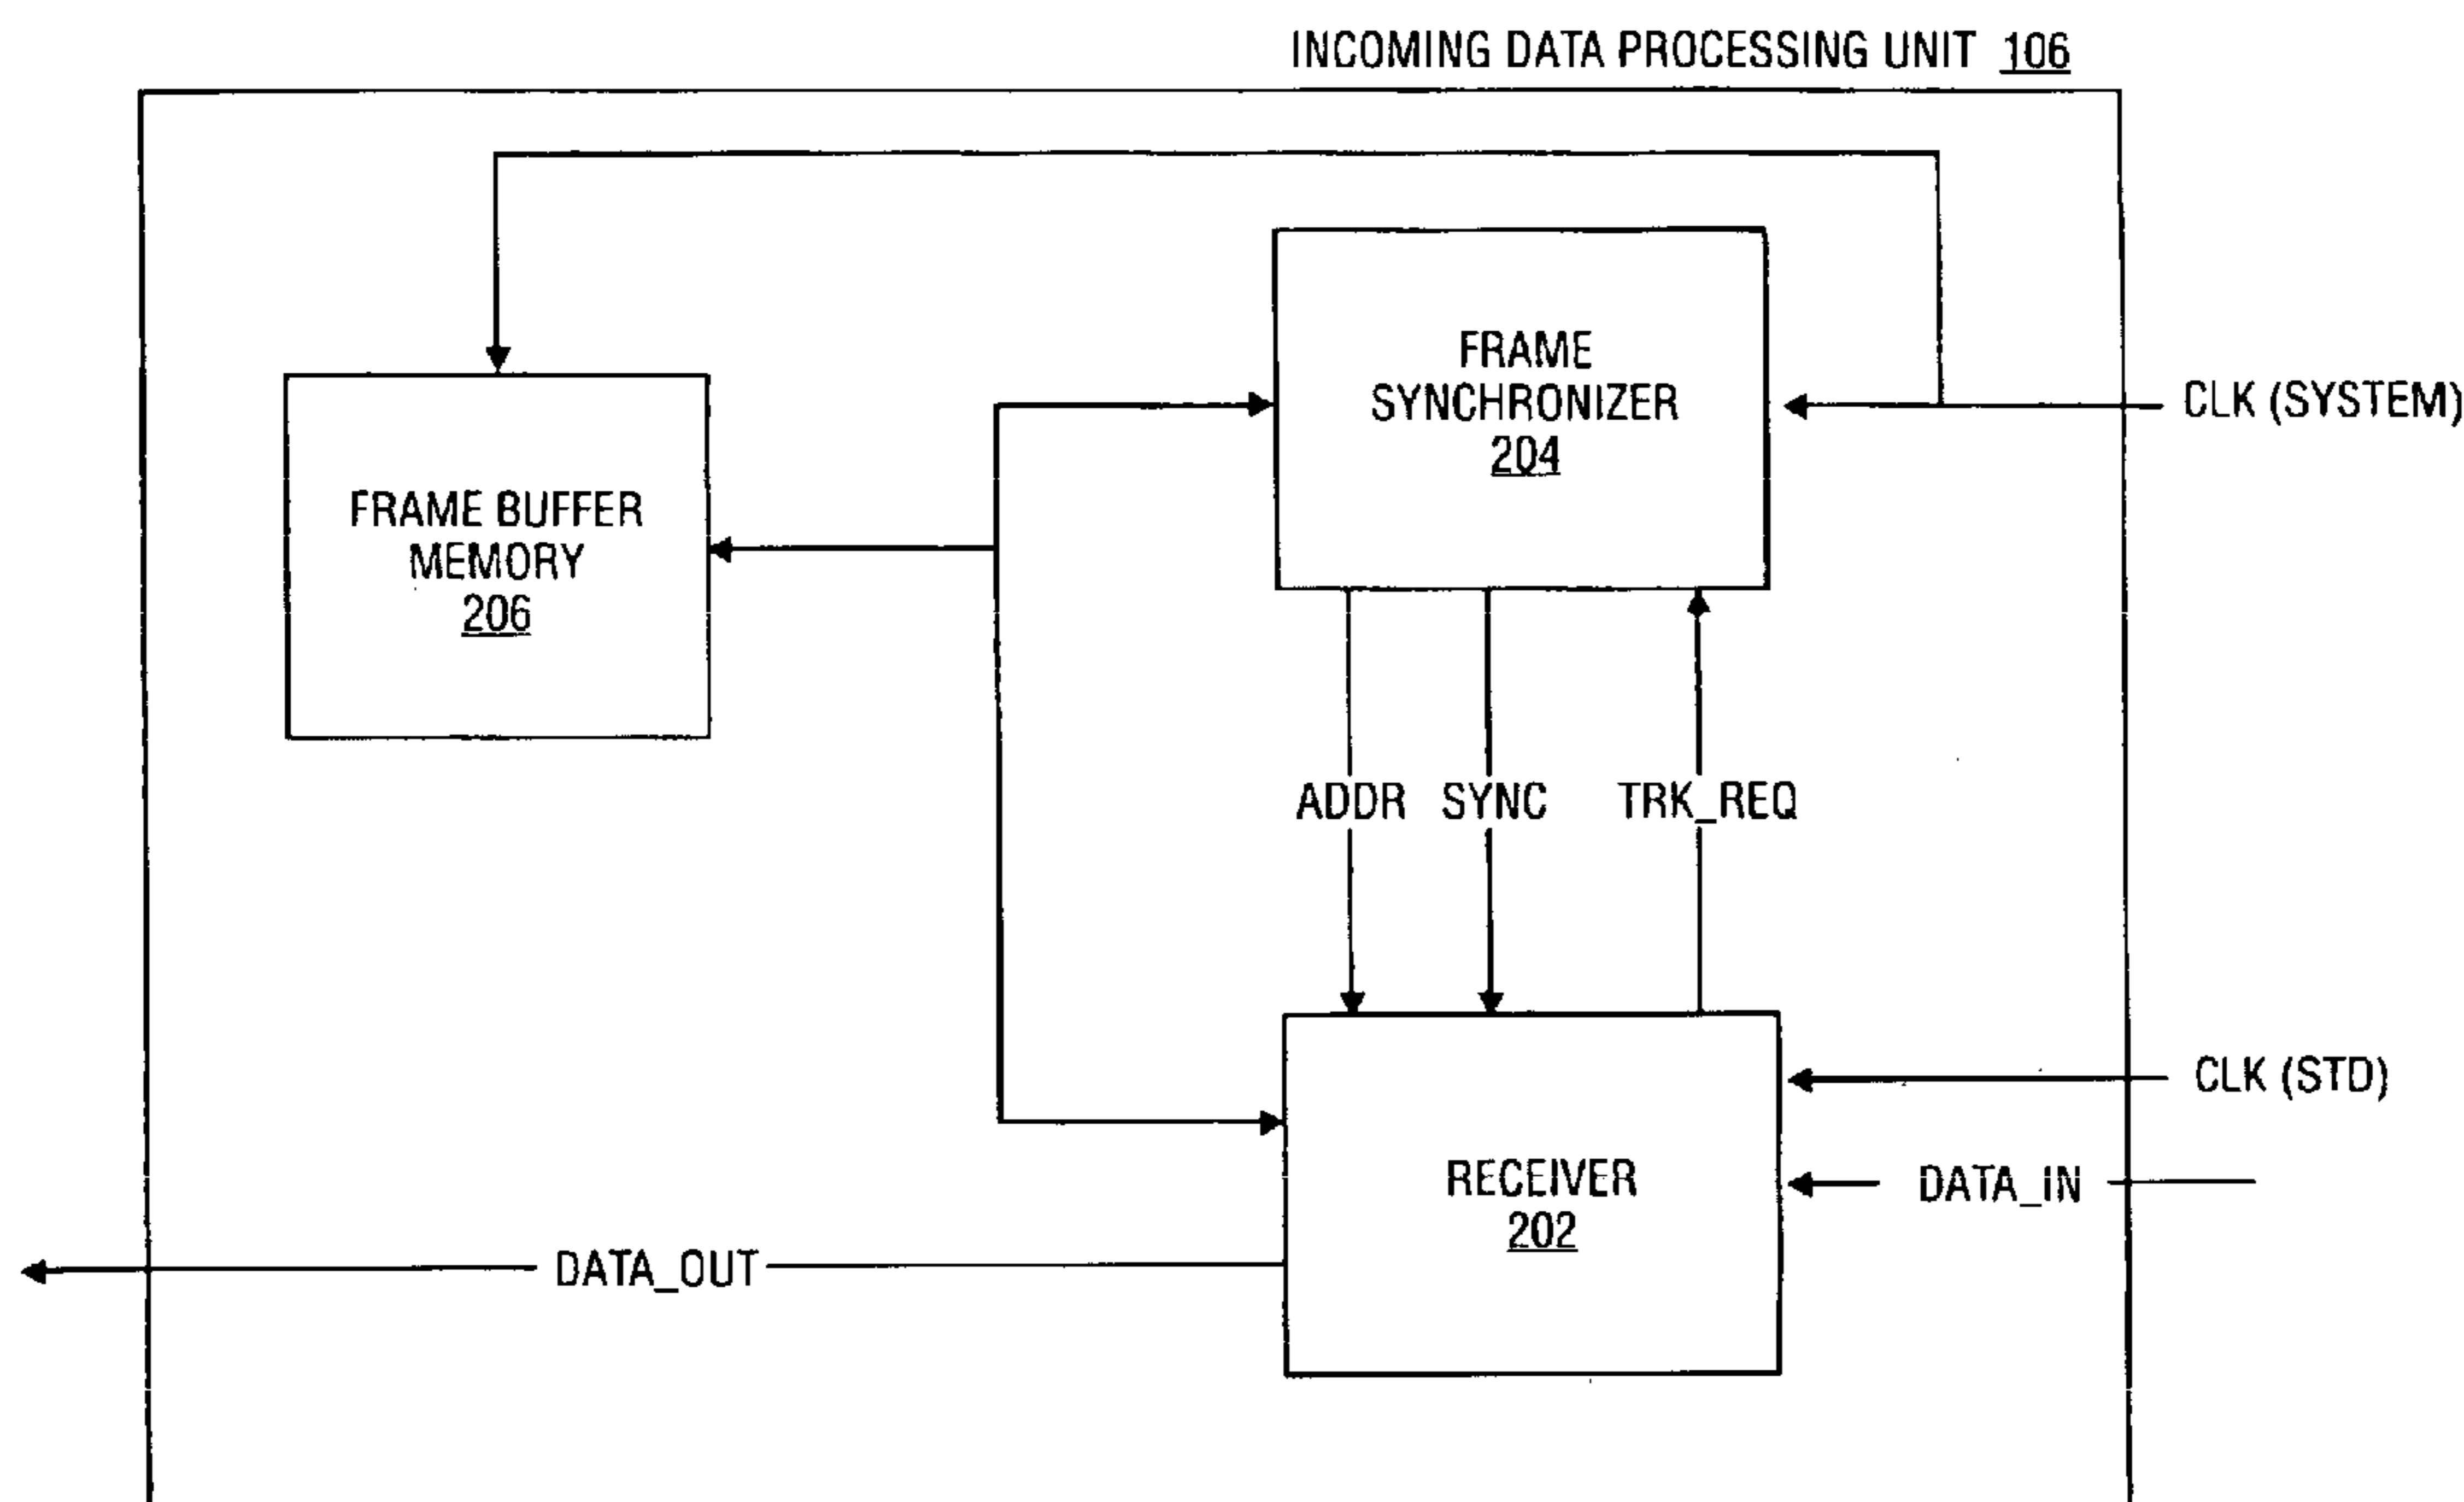 INCOMING DATA PROCESSING UNIT 106
FRAME
SYNCHRONIZER
204
CLK (SYSTEM)
FRAME BUFFER
MEMORY
206
ADDR SYNC TRK_REQ
CLK (STD)
RECEIVER
202
DATA_IN
DATA_OUT